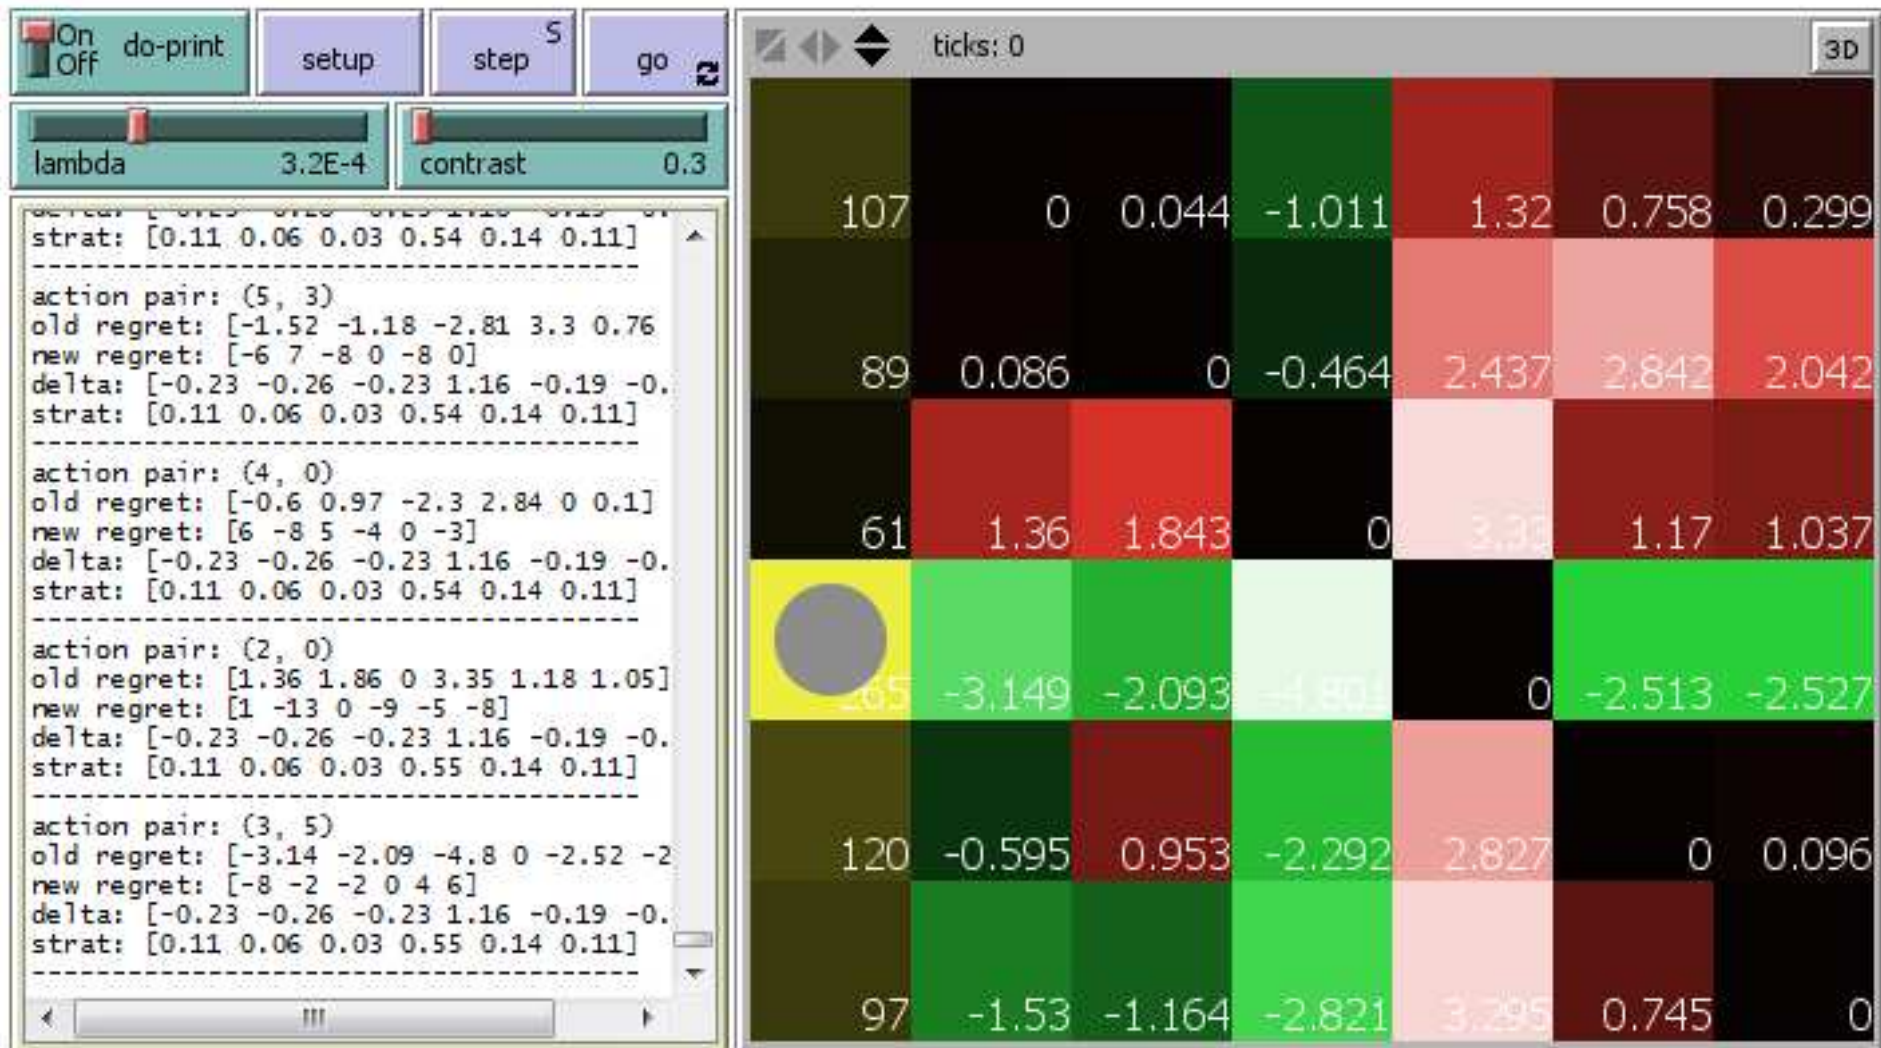 On
Off
do-print
setup
step
S
go
ticks: 0
3D
lambda 3.2E-4
contrast 0.3
strat: [0.11 0.06 0.03 0.54 0.14 0.11]
----------------------------------------
action pair: (5, 3)
old regret: [-1.52 -1.18 -2.81 3.3 0.76
new regret: [-6 7 -8 0 -8 0]
delta: [-0.23 -0.26 -0.23 1.16 -0.19 -0.
strat: [0.11 0.06 0.03 0.54 0.14 0.11]
----------------------------------------
action pair: (4, 0)
old regret: [-0.6 0.97 -2.3 2.84 0 0.1]
new regret: [6 -8 5 -4 0 -3]
delta: [-0.23 -0.26 -0.23 1.16 -0.19 -0.
strat: [0.11 0.06 0.03 0.54 0.14 0.11]
----------------------------------------
action pair: (2, 0)
old regret: [1.36 1.86 0 3.35 1.18 1.05]
new regret: [1 -13 0 -9 -5 -8]
delta: [-0.23 -0.26 -0.23 1.16 -0.19 -0.
strat: [0.11 0.06 0.03 0.55 0.14 0.11]
----------------------------------------
action pair: (3, 5)
old regret: [-3.14 -2.09 -4.8 0 -2.52 -2
new regret: [-8 -2 -2 0 4 6]
delta: [-0.23 -0.26 -0.23 1.16 -0.19 -0.
strat: [0.11 0.06 0.03 0.55 0.14 0.11]
----------------------------------------
107 0 0.044 -1.011 1.32 0.758 0.299
89 0.086 0 -0.464 2.437 2.842 2.042
61 1.36 1.843 0 3.33 1.17 1.037
-3.149 -2.093 -4.801 0 -2.513 -2.527
120 -0.595 0.953 -2.292 2.827 0 0.096
97 -1.53 -1.164 -2.821 3.295 0.745 0